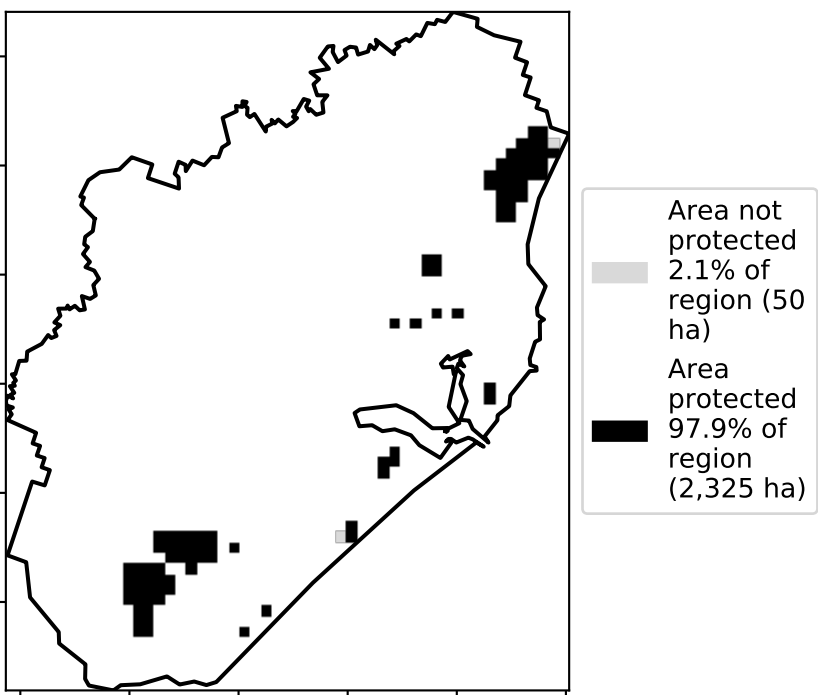 Area not
protected
2.1% of
region (50
ha)
Area
protected
97.9% of
region
(2,325 ha)